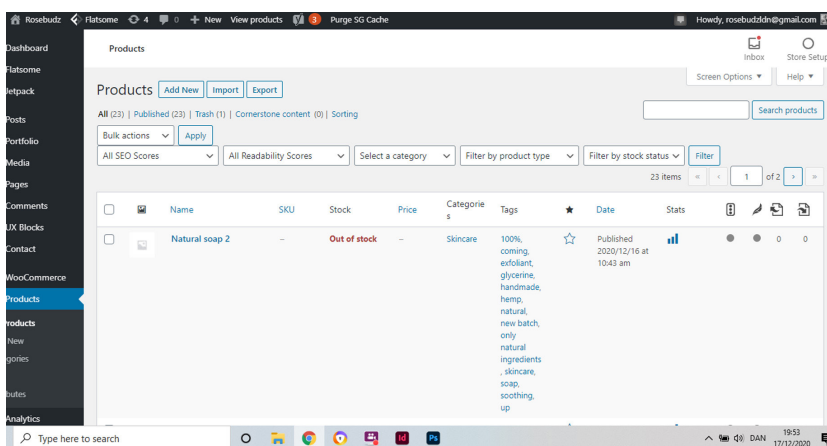 Rosebudz Flatsome 4 0 New View products 3 Purge SG Cache Howdy, rosebudzldn@gmail.com
Dashboard
Flatsome
Jetpack
Posts
Portfolio
Media
Pages
Comments
UX Blocks
Contact
WooCommerce
Products
roducts
New
gories
butes
Analytics
Products
Inbox
Store Setup
Screen Options ▼ Help ▼
Products Add New Import Export
All (23) | Published (23) | Trash (1) | Cornerstone content (0) | Sorting
Search products
Bulk actions Apply
All SEO Scores All Readability Scores Select a category Filter by product type Filter by stock status Filter
23 items « ‹ 1 of 2 › »
Name SKU Stock Price Categorie
s Tags Date Stats
Natural soap 2 – Out of stock – Skincare
100%,
coming,
exfoliant,
glycerine,
handmade,
hemp,
natural,
new batch,
only
natural
ingredients
, skincare,
soap,
soothing,
up
Published
2020/12/16 at
10:43 am
0 0
Type here to search
Id Ps
DAN
19:53
17/12/2020